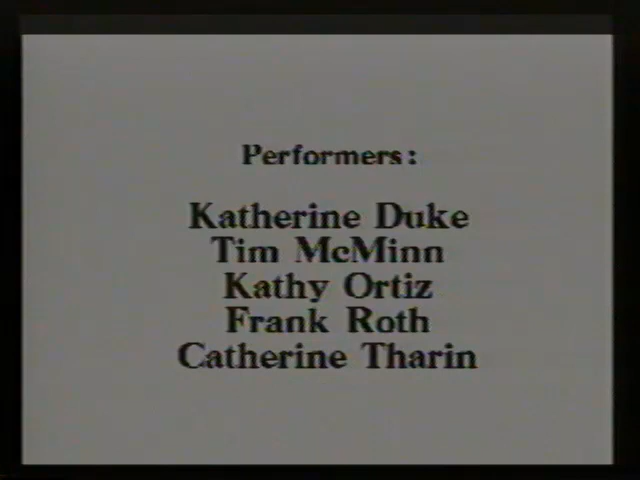 Performers:
Katherine Duke
Tim McMinn
Kathy Ortiz
Frank Roth
Catherine Tharin